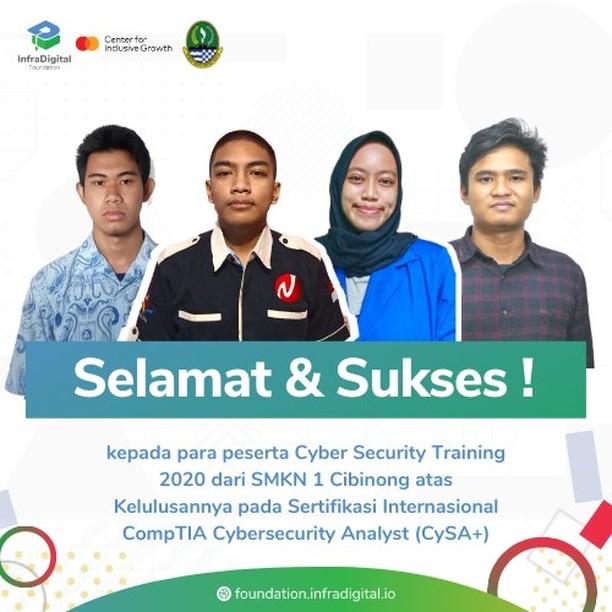 InfraDigital
Foundation
Center for
Inclusive Growth
Selamat & Sukses !
kepada para peserta Cyber Security Training
2020 dari SMKN 1 Cibinong atas
Kelulusannya pada Sertifikasi Internasional
CompTIA Cybersecurity Analyst (CySA+)
foundation.infradigital.io